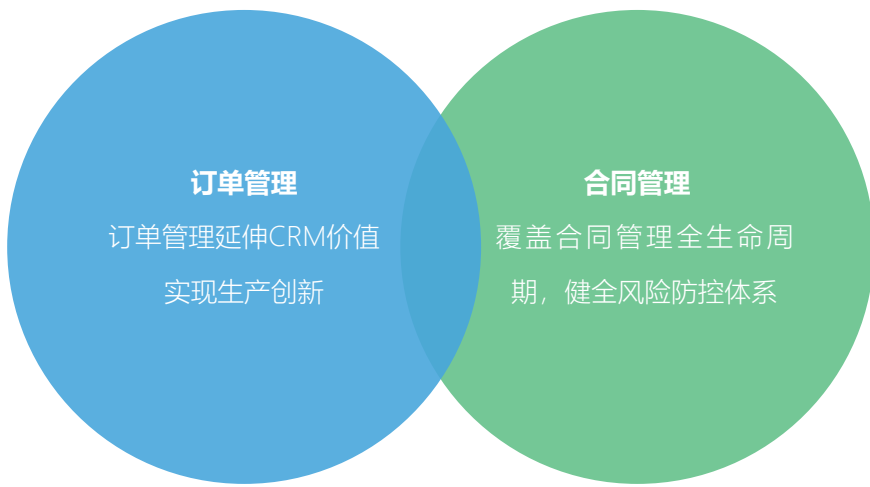 订单管理
订单管理延伸CRM价值
实现生产创新
合同管理
覆盖合同管理全生命周
期，健全风险防控体系